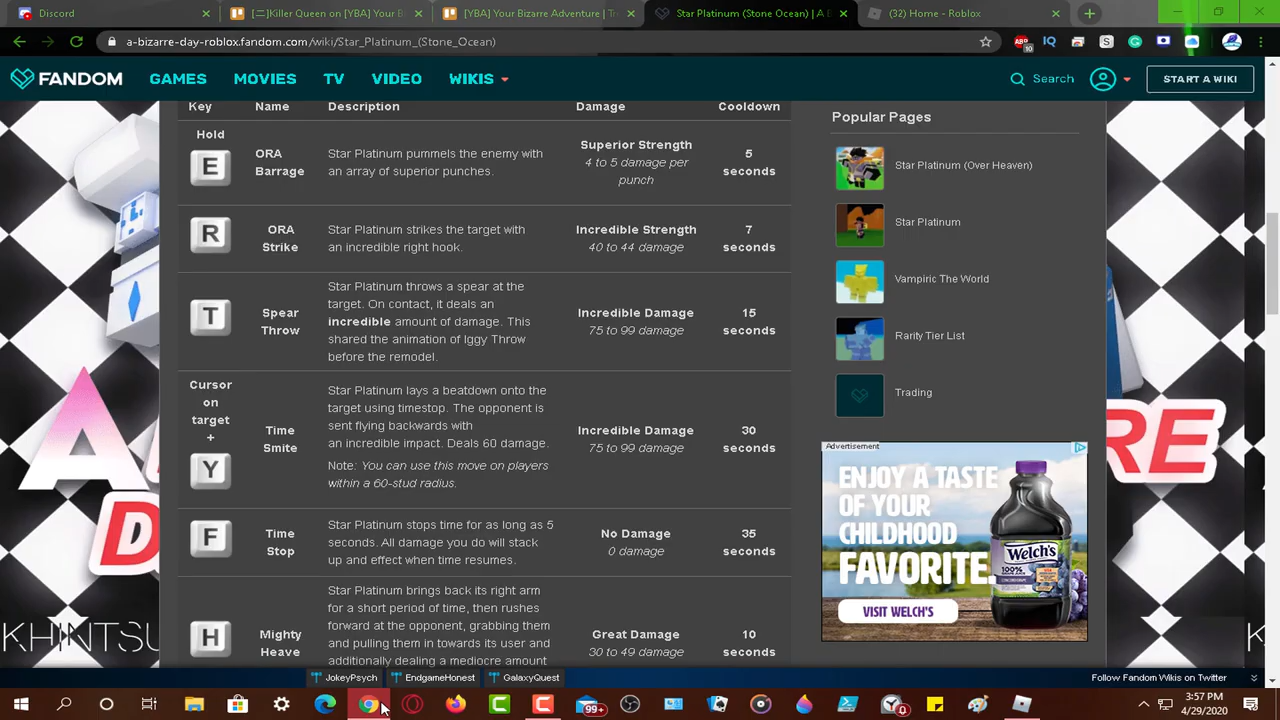 Discord
[二]Killer Queen on [YBA] Your B
[YBA] Your Bizarre Adventure | Tr
Star Platinum (Stone Ocean) | A B
(32) Home - Roblox
a-bizarre-day-roblox.fandom.com/wiki/Star_Platinum_(Stone_Ocean)
ABP
10
IQ
S
FANDOM
GAMES
MOVIES
TV
VIDEO
WIKIS
Search
START A WIKI
Key
Name
Description
Damage
Cooldown
Hold
E
ORA
Barrage
Star Platinum pummels the enemy with
an array of superior punches.
Superior Strength
4 to 5 damage per
punch
5
seconds
R
ORA
Strike
Star Platinum strikes the target with
an incredible right hook.
Incredible Strength
40 to 44 damage
7
seconds
T
Spear
Throw
Star Platinum throws a spear at the
target. On contact, it deals an
incredible amount of damage. This
shared the animation of Iggy Throw
before the remodel.
Incredible Damage
75 to 99 damage
15
seconds
Cursor
on
target
+
Y
Time
Smite
Star Platinum lays a beatdown onto the
target using timestop. The opponent is
sent flying backwards with
an incredible impact. Deals 60 damage.
Note: You can use this move on players
within a 60-stud radius.
Incredible Damage
75 to 99 damage
30
seconds
F
Time
Stop
Star Platinum stops time for as long as 5
seconds. All damage you do will stack
up and effect when time resumes.
No Damage
0 damage
35
seconds
H
Mighty
Heave
Star Platinum brings back its right arm
for a short period of time, then rushes
forward at the opponent, grabbing them
and pulling them in towards its user and
additionally dealing a mediocre amount
Great Damage
30 to 49 damage
10
seconds
Popular Pages
Star Platinum (Over Heaven)
Star Platinum
Vampiric The World
Rarity Tier List
Trading
Advertisement
ENJOY A TASTE
OF YOUR
CHILDHOOD
FAVORITE.
VISIT WELCH'S
Welch's
100%
A
D
RE
KHINTSU
K
JokeyPsych
EndgameHonest
GalaxyQuest
Follow Fandom Wikis on Twitter
99+
0
3:57 PM
4/29/2020